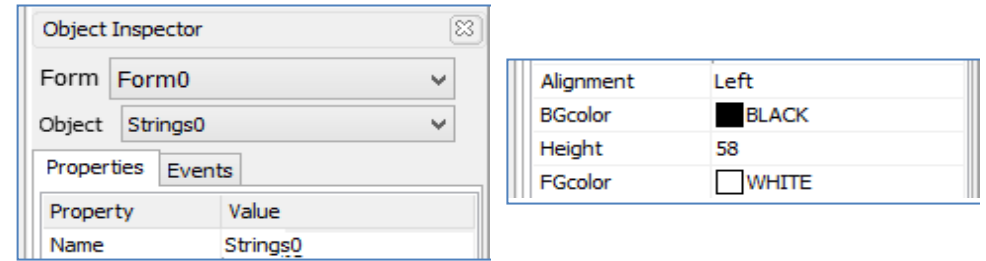 Object Inspector
Form Form0
Object Strings0
Properties Events
Property Value
Name Strings0
Alignment Left
BGcolor BLACK
Height 58
FGcolor WHITE